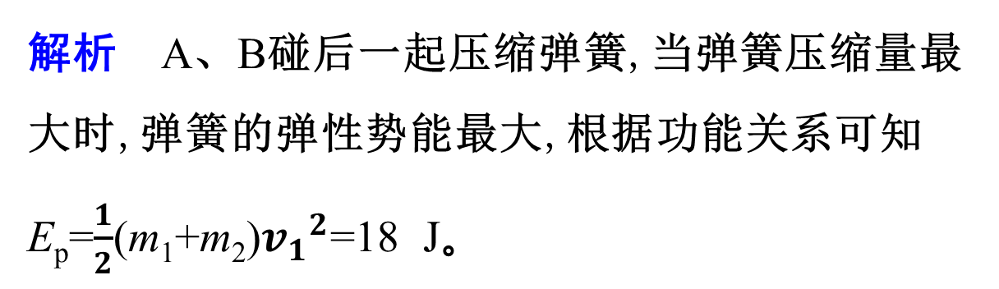 解析 A、B碰后一起压缩弹簧,当弹簧压缩量最
大时,弹簧的弹性势能最大,根据功能关系可知
Eₚ=½(m₁+m₂)v₁²=18 J。